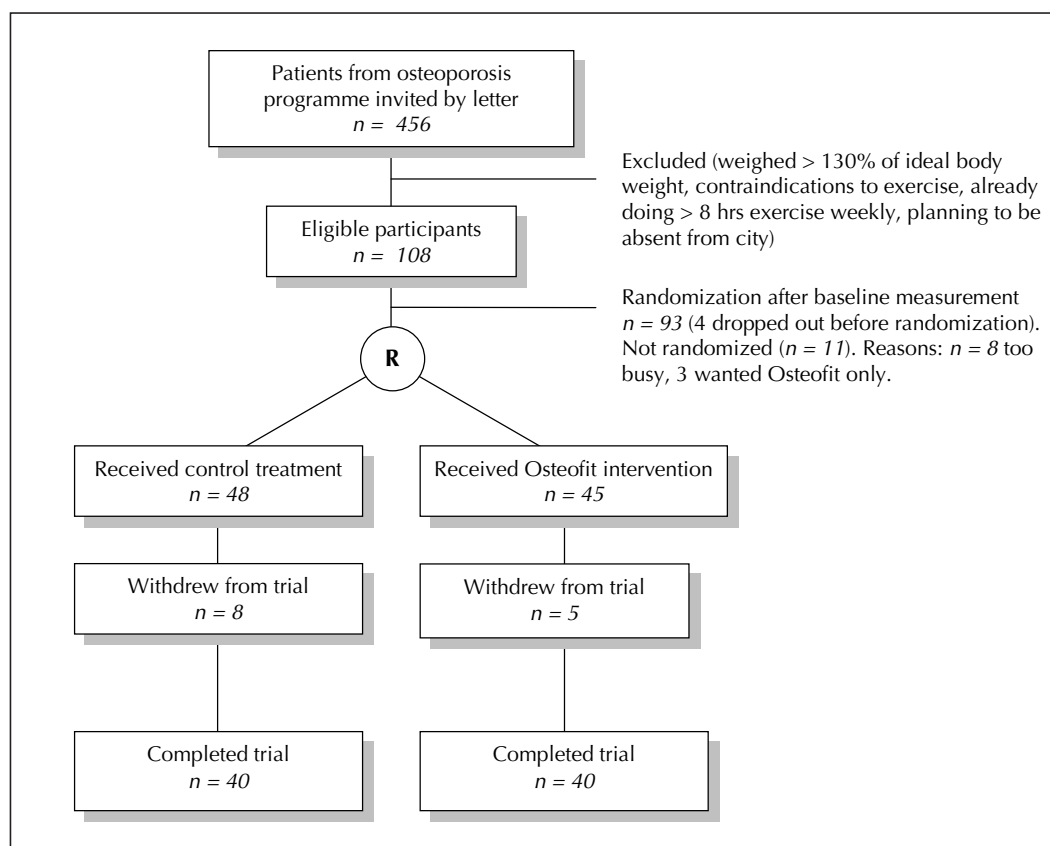 Patients from osteoporosis
programme invited by letter
n = 456
Excluded (weighed > 130% of ideal body
weight, contraindications to exercise, already
doing > 8 hrs exercise weekly, planning to be
absent from city)
Eligible participants
n = 108
Randomization after baseline measurement
n = 93 (4 dropped out before randomization).
Not randomized (n = 11). Reasons: n = 8 too
busy, 3 wanted Osteofit only.
R
Received control treatment
n = 48
Received Osteofit intervention
n = 45
Withdrew from trial
n = 8
Withdrew from trial
n = 5
Completed trial
n = 40
Completed trial
n = 40